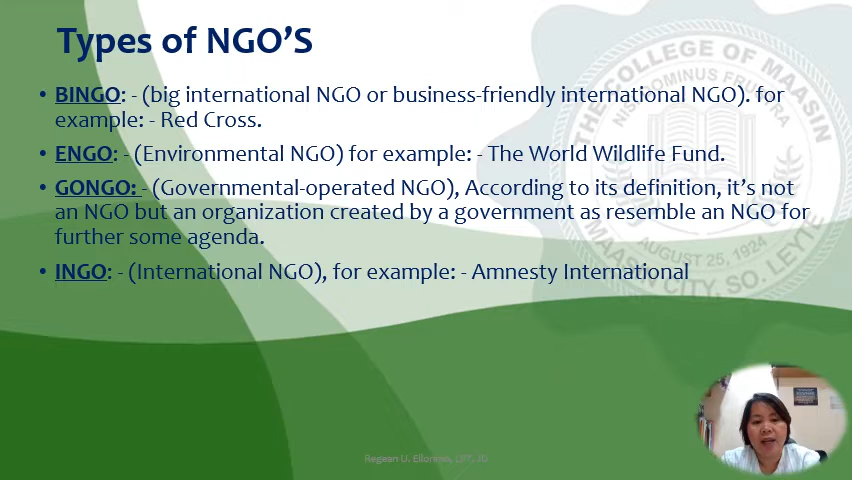 Types of NGO'S
• BINGO: - (big international NGO or business-friendly international NGO). for
example: - Red Cross.
• ENGO: - (Environmental NGO) for example: - The World Wildlife Fund.
• GONGO: - (Governmental-operated NGO), According to its definition, it's not
an NGO but an organization created by a government as resemble an NGO for
further some agenda.
• INGO: - (International NGO), for example: - Amnesty International
THE COLLEGE OF MAASIN
NISI DOMINUS FRUSTRA
AUGUST 25, 1924
MAASIN CITY, SO. LEYTE
Regean U.